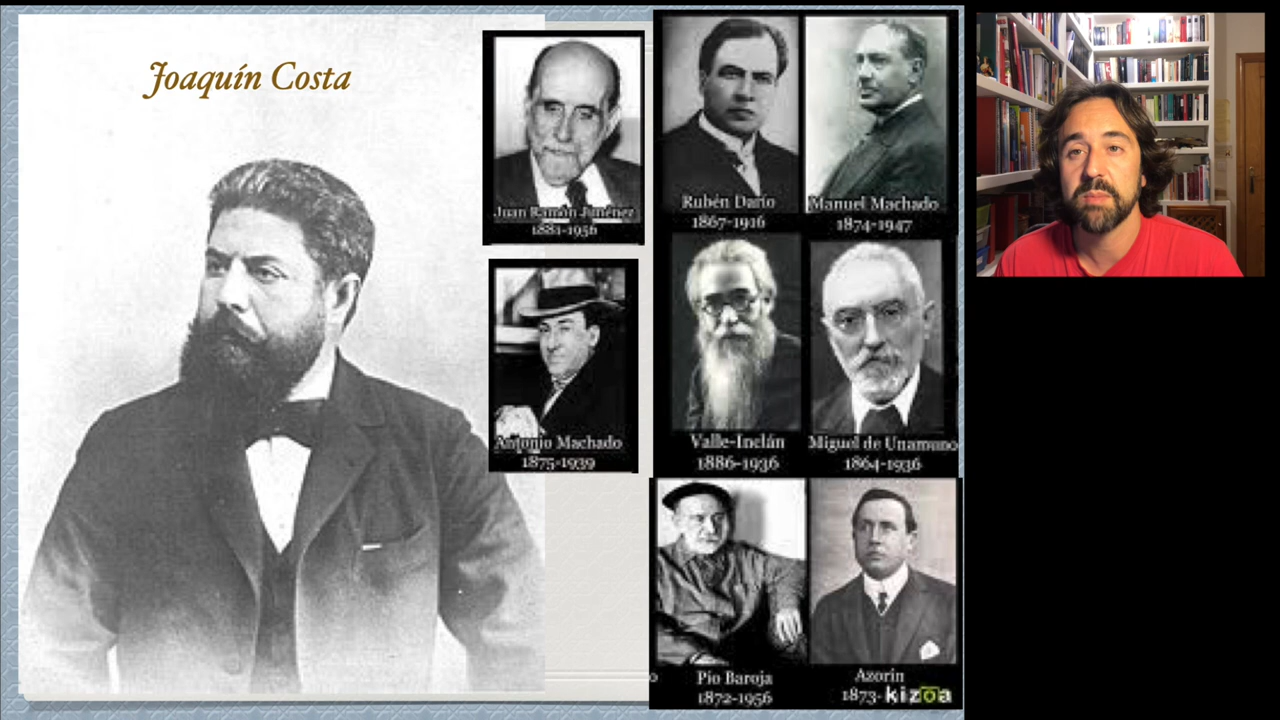 Joaquín Costa
Juan Ramón Jiménez
1881-1956
Antonio Machado
1875-1939
Rubén Darío
1867-1916
Manuel Machado
1874-1947
Valle-Inclán
1886-1936
Miguel de Unamuno
1864-1936
Pío Baroja
1872-1956
Azorín
1873-
kizoa